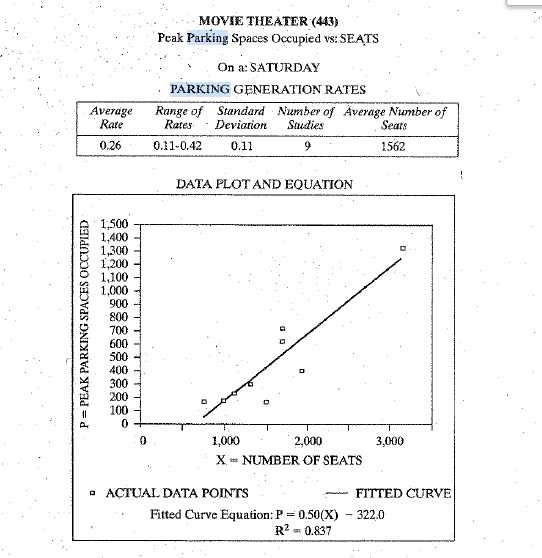 MOVIE THEATER (443)
Peak Parking Spaces Occupied vs: SEATS
On a: SATURDAY
PARKING GENERATION RATES
Average Rate Range of Rates Standard Deviation Number of Studies Average Number of Seats
0.26 0.11-0.42 0.11 9 1562
DATA PLOT AND EQUATION
P = PEAK PARKING SPACES OCCUPIED
1,500
1,400
1,300
1,200
1,100
1,000
900
800
700
600
500
400
300
200
100
0
0 1,000 2,000 3,000
X = NUMBER OF SEATS
ACTUAL DATA POINTS FITTED CURVE
Fitted Curve Equation: P = 0.50(X) - 322.0
R² = 0.837